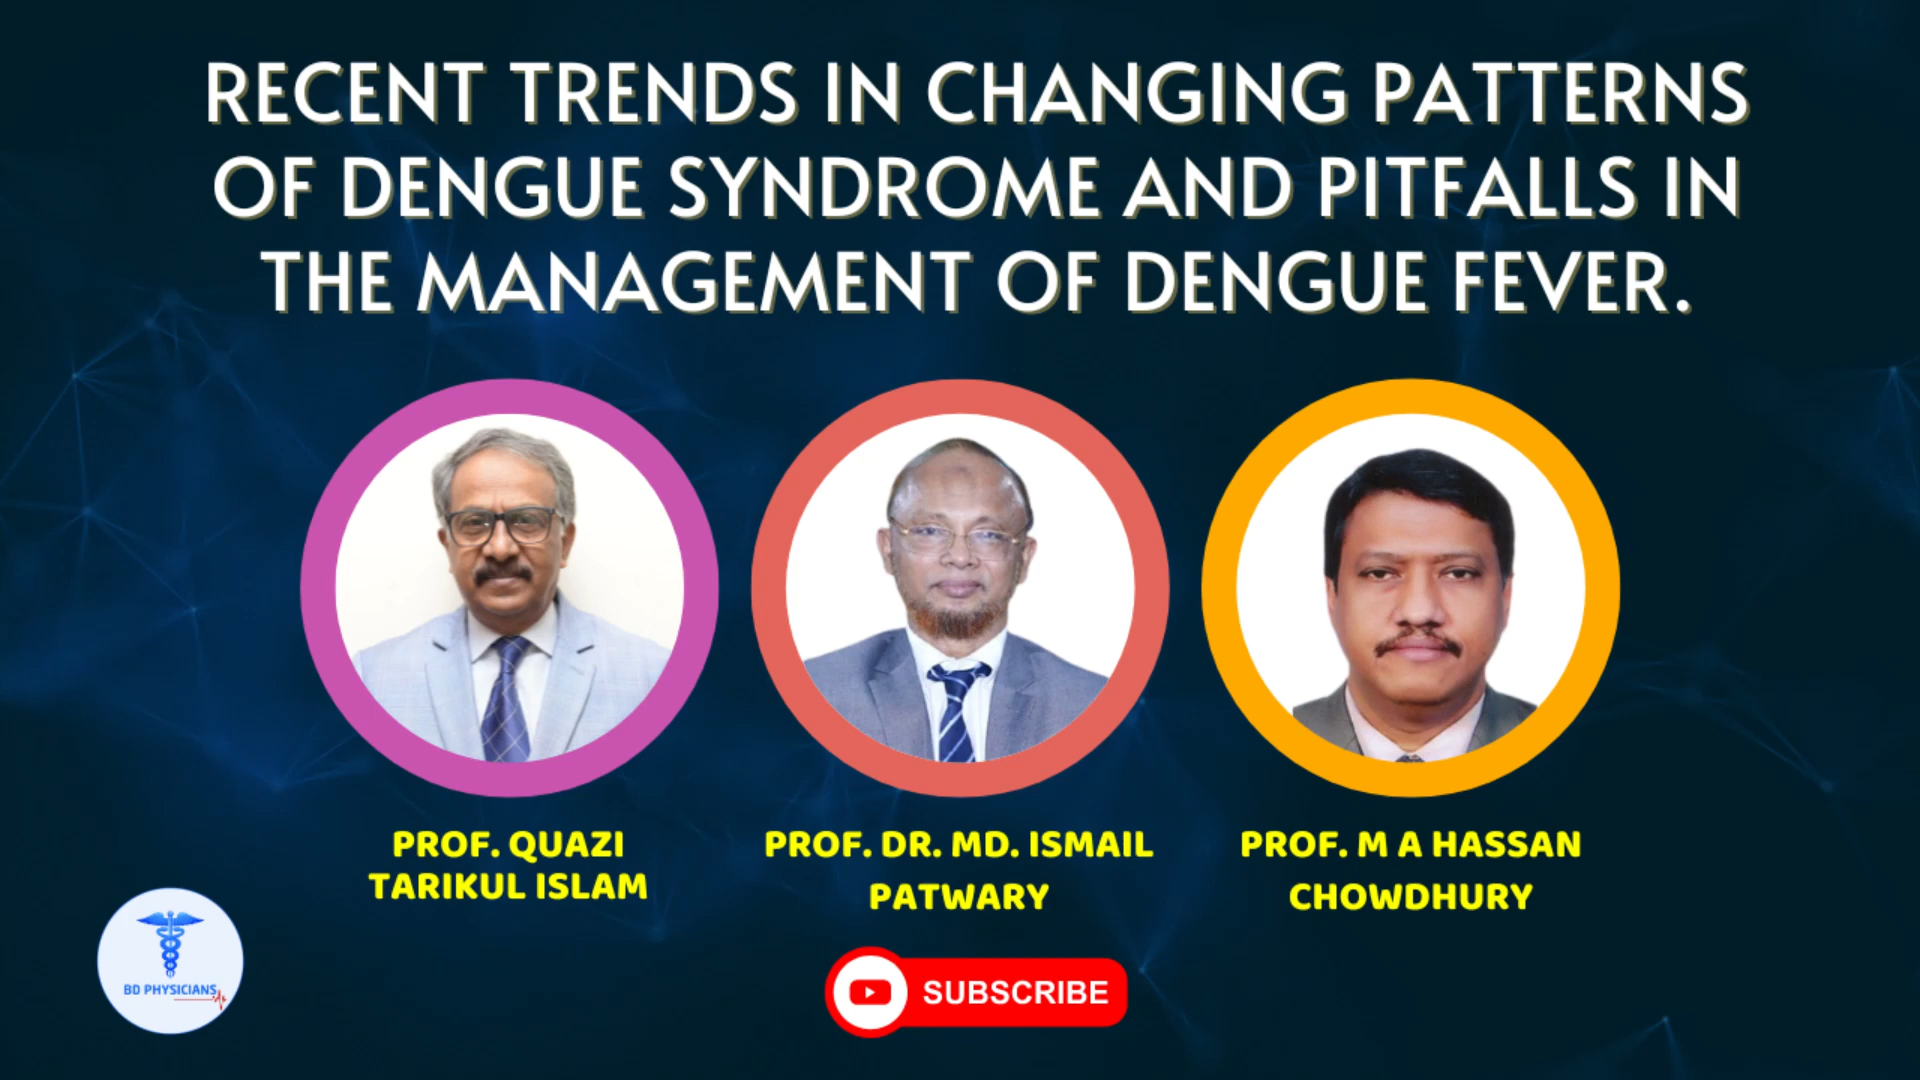 RECENT TRENDS IN CHANGING PATTERNS
OF DENGUE SYNDROME AND PITFALLS IN
THE MANAGEMENT OF DENGUE FEVER.
PROF. QUAZI
TARIKUL ISLAM
PROF. DR. MD. ISMAIL
PATWARY
PROF. M A HASSAN
CHOWDHURY
BD PHYSICIANS
SUBSCRIBE